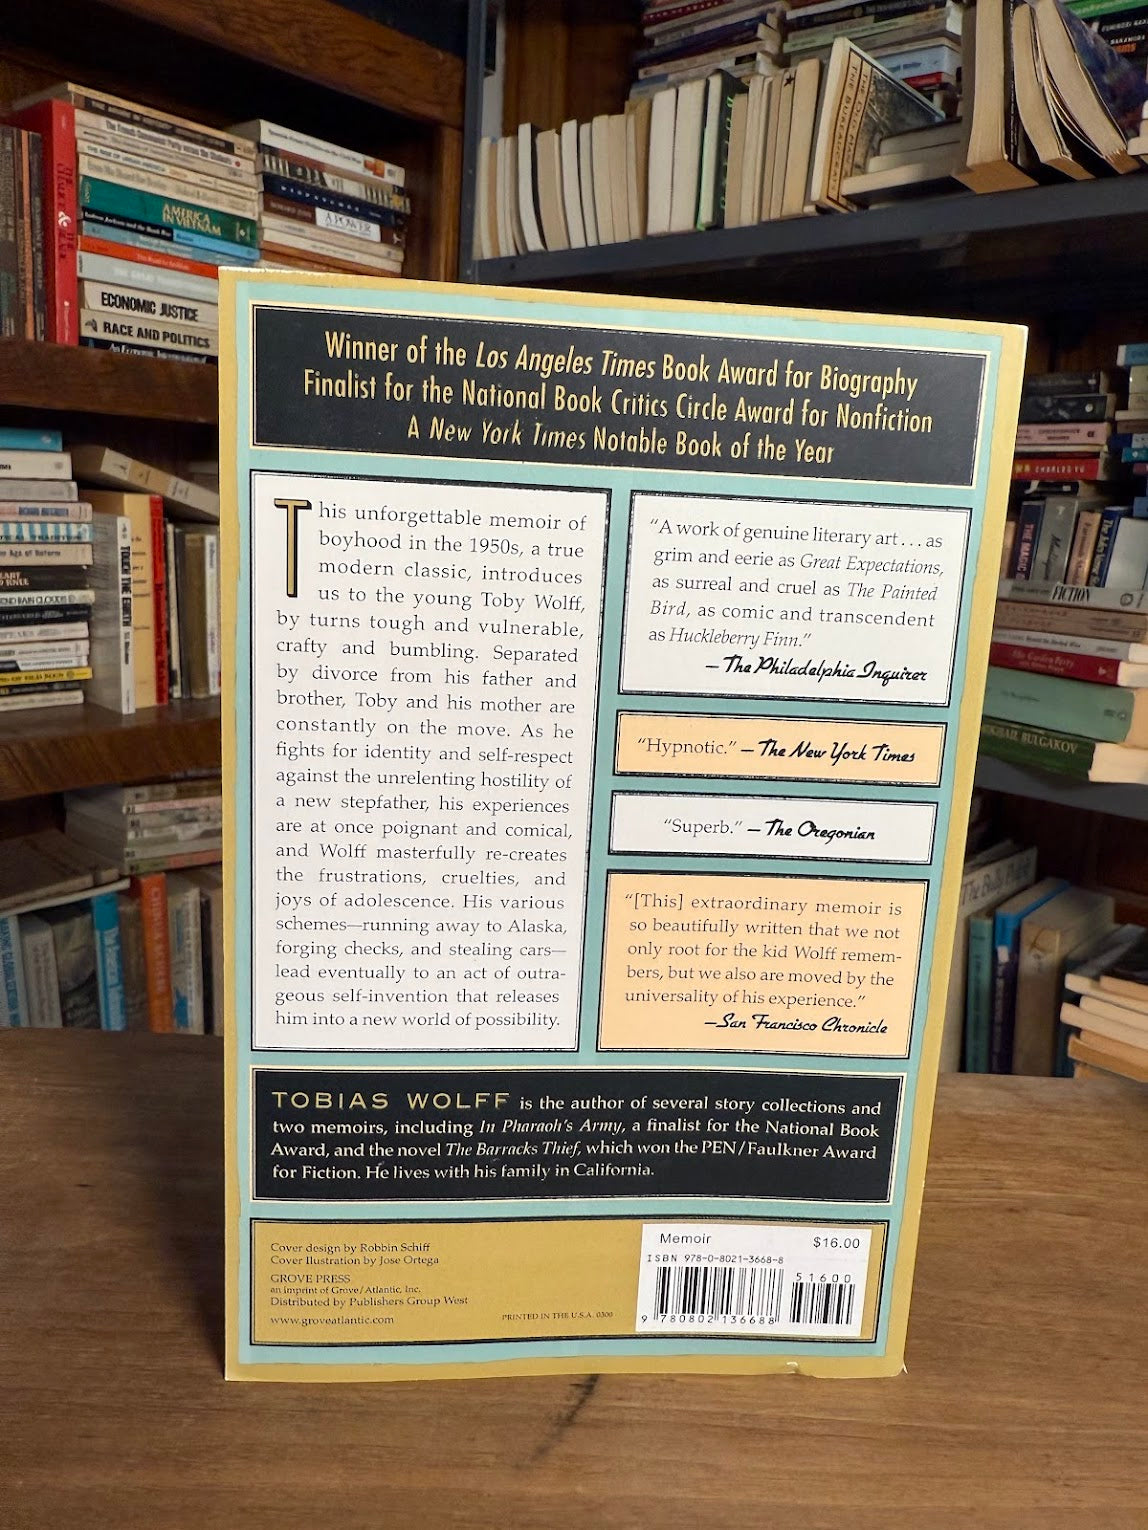 Winner of the Los Angeles Times Book Award for Biography
Finalist for the National Book Critics Circle Award for Nonfiction
A New York Times Notable Book of the Year
This unforgettable memoir of
boyhood in the 1950s, a true
modern classic, introduces
us to the young Toby Wolff,
by turns tough and vulnerable,
crafty and bumbling. Separated
by divorce from his father and
brother, Toby and his mother are
constantly on the move. As he
fights for identity and self-respect
against the unrelenting hostility of
a new stepfather, his experiences
are at once poignant and comical,
and Wolff masterfully re-creates
the frustrations, cruelties, and
joys of adolescence. His various
schemes—running away to Alaska,
forging checks, and stealing cars—
lead eventually to an act of outra-
geous self-invention that releases
him into a new world of possibility.
“A work of genuine literary art . . . as
grim and eerie as Great Expectations,
as surreal and cruel as The Painted
Bird, as comic and transcendent
as Huckleberry Finn.”
—The Philadelphia Inquirer
“Hypnotic.” —The New York Times
“Superb.” —The Oregonian
“[This] extraordinary memoir is
so beautifully written that we not
only root for the kid Wolff remem-
bers, but we also are moved by the
universality of his experience.”
—San Francisco Chronicle
TOBIAS WOLFF is the author of several story collections and
two memoirs, including In Pharaoh's Army, a finalist for the National Book
Award, and the novel The Barracks Thief, which won the PEN/Faulkner Award
for Fiction. He lives with his family in California.
Cover design by Robbin Schiff
Cover Ilustration by Jose Ortega
GROVE PRESS
an imprint of Grove/Atlantic, Inc.
Distributed by Publishers Group West
www.groveatlantic.com
PRINTED IN THE U.S.A. 0300
Memoir $16.00
ISBN 978-0-8021-3668-8
51600
9 780802 136688
AMERICA
IN VIETNAM
ECONOMIC JUSTICE
RACE AND POLITICS
A POWER
CHARLES YU
FICTION
The Garden Party
BULGAKOV
TOUCH THE EARTH